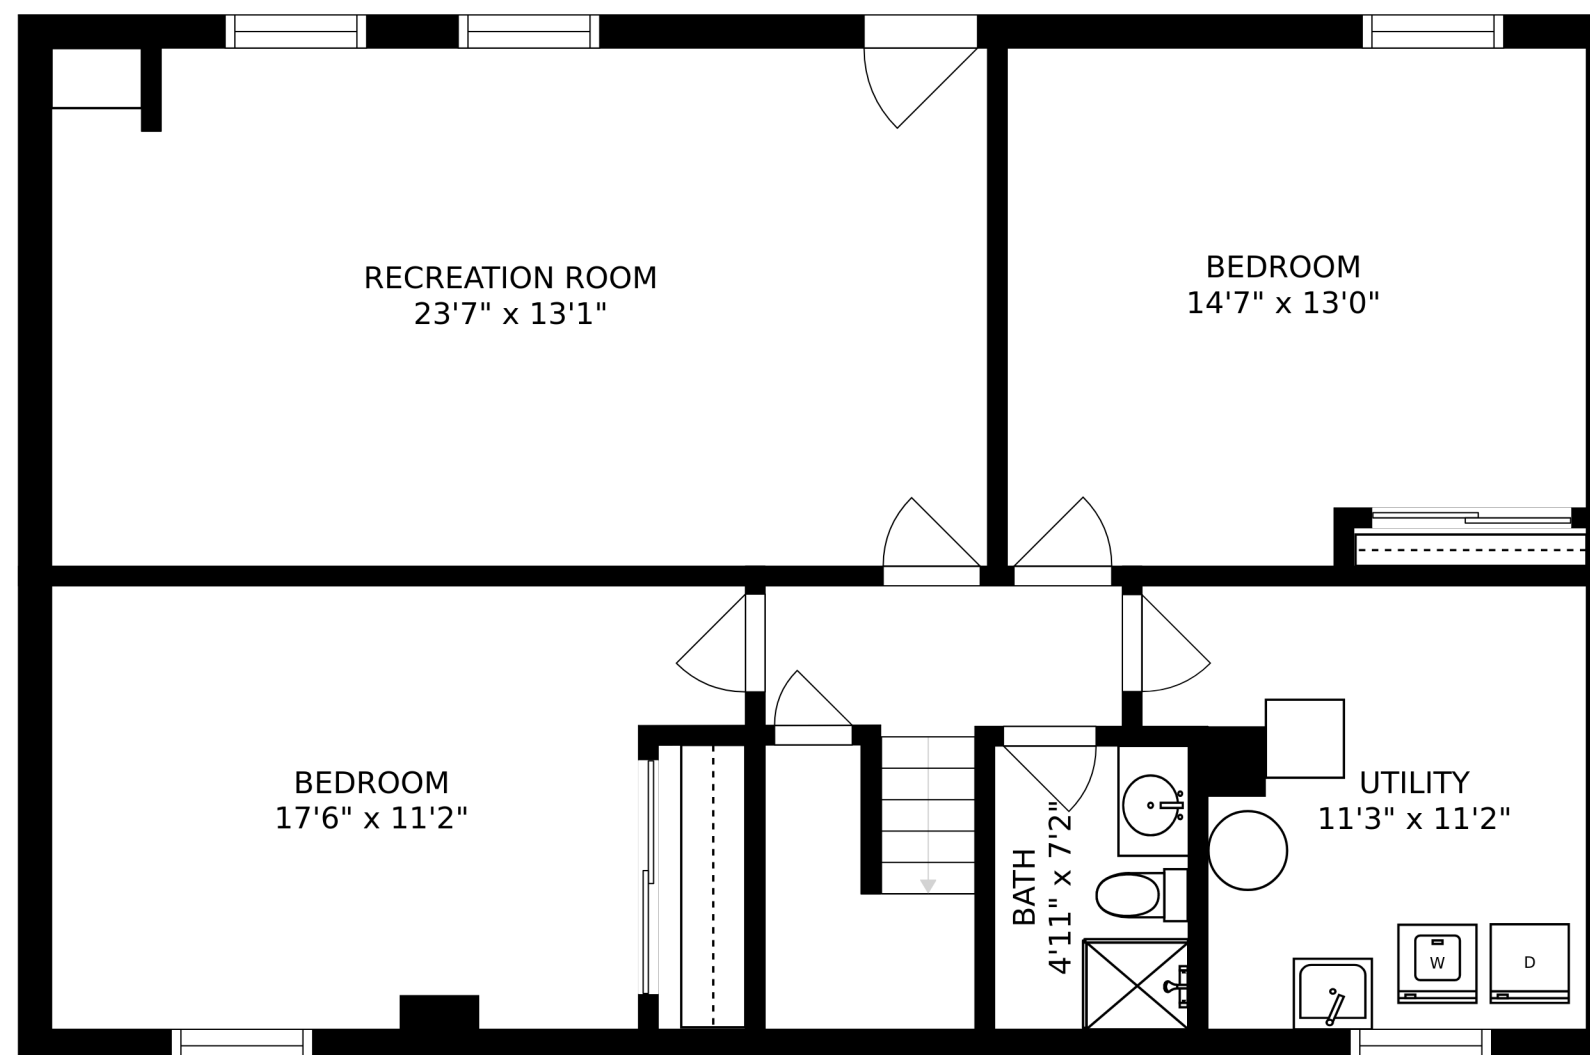 RECREATION ROOM
23'7" x 13'1"
BEDROOM
14'7" x 13'0"
BEDROOM
17'6" x 11'2"
BATH
4'11" x 7'2"
UTILITY
11'3" x 11'2"
W
D